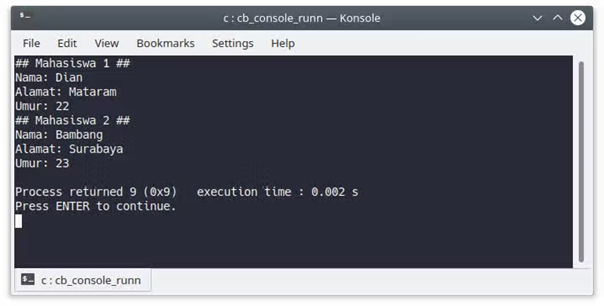 c : cb_console_runn — Konsole
File Edit View Bookmarks Settings Help
## Mahasiswa 1 ##
Nama: Dian
Alamat: Mataram
Umur: 22
## Mahasiswa 2 ##
Nama: Bambang
Alamat: Surabaya
Umur: 23
Process returned 9 (0x9)   execution time : 0.002 s
Press ENTER to continue.
c : cb_console_runn